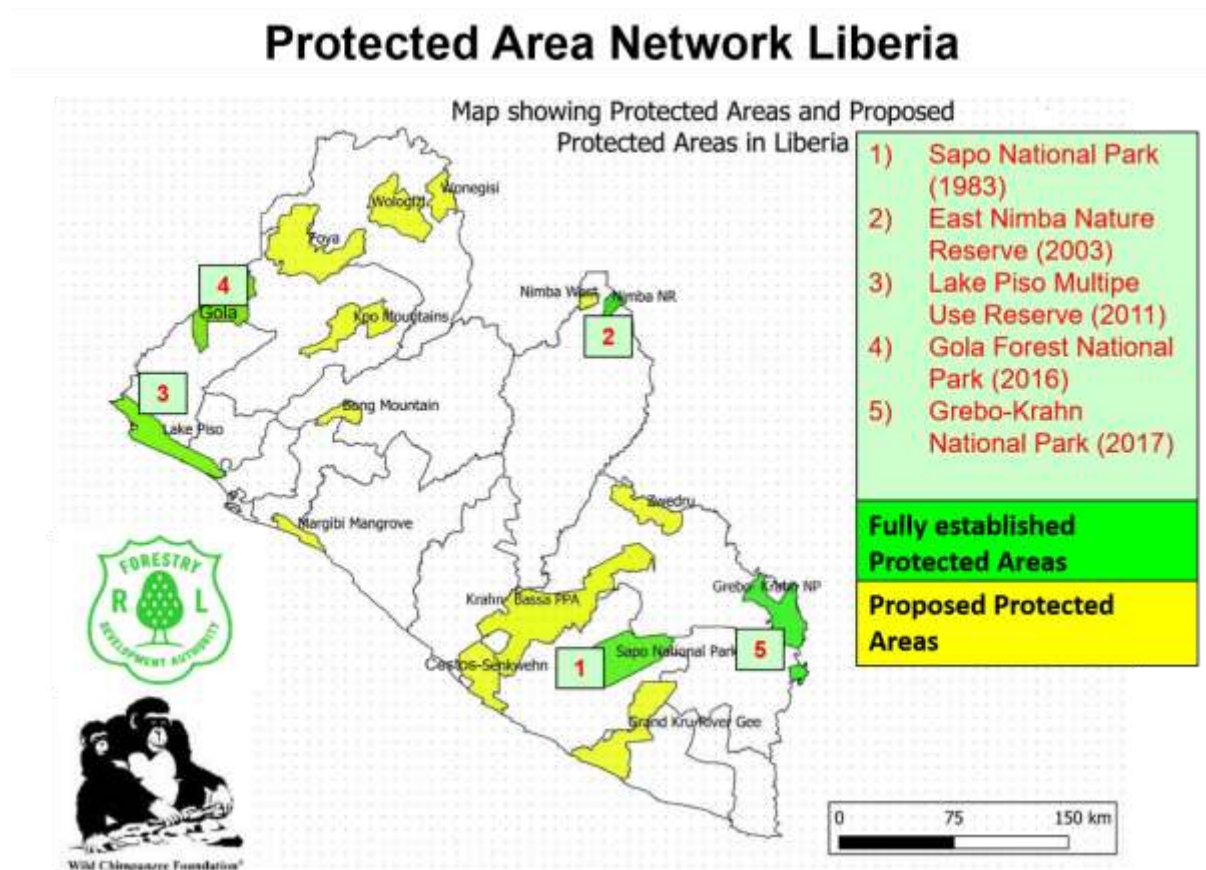 Protected Area Network Liberia
Map showing Protected Areas and Proposed
Protected Areas in Liberia
1) Sapo National Park
(1983)
2) East Nimba Nature
Reserve (2003)
3) Lake Piso Multipe
Use Reserve (2011)
4) Gola Forest National
Park (2016)
5) Grebo-Krahn
National Park (2017)
Fully established
Protected Areas
Proposed Protected
Areas
Wonegisi
Wologizi
Foya
4
Gola
Kpo Mountains
Nimba West
Nimba NR
2
3
Lake Piso
Bong Mountain
Margibi Mangrove
Zwedru
Krahn- Bassa PPA
Grebo- Krahn NP
Cestos-Senkwehn
1
Sapo National Park
5
Grand Kru-River Gee
FORESTRY
R L
DEVELOPMENT AUTHORITY
Wild Chimpanzee Foundation®
0 75 150 km